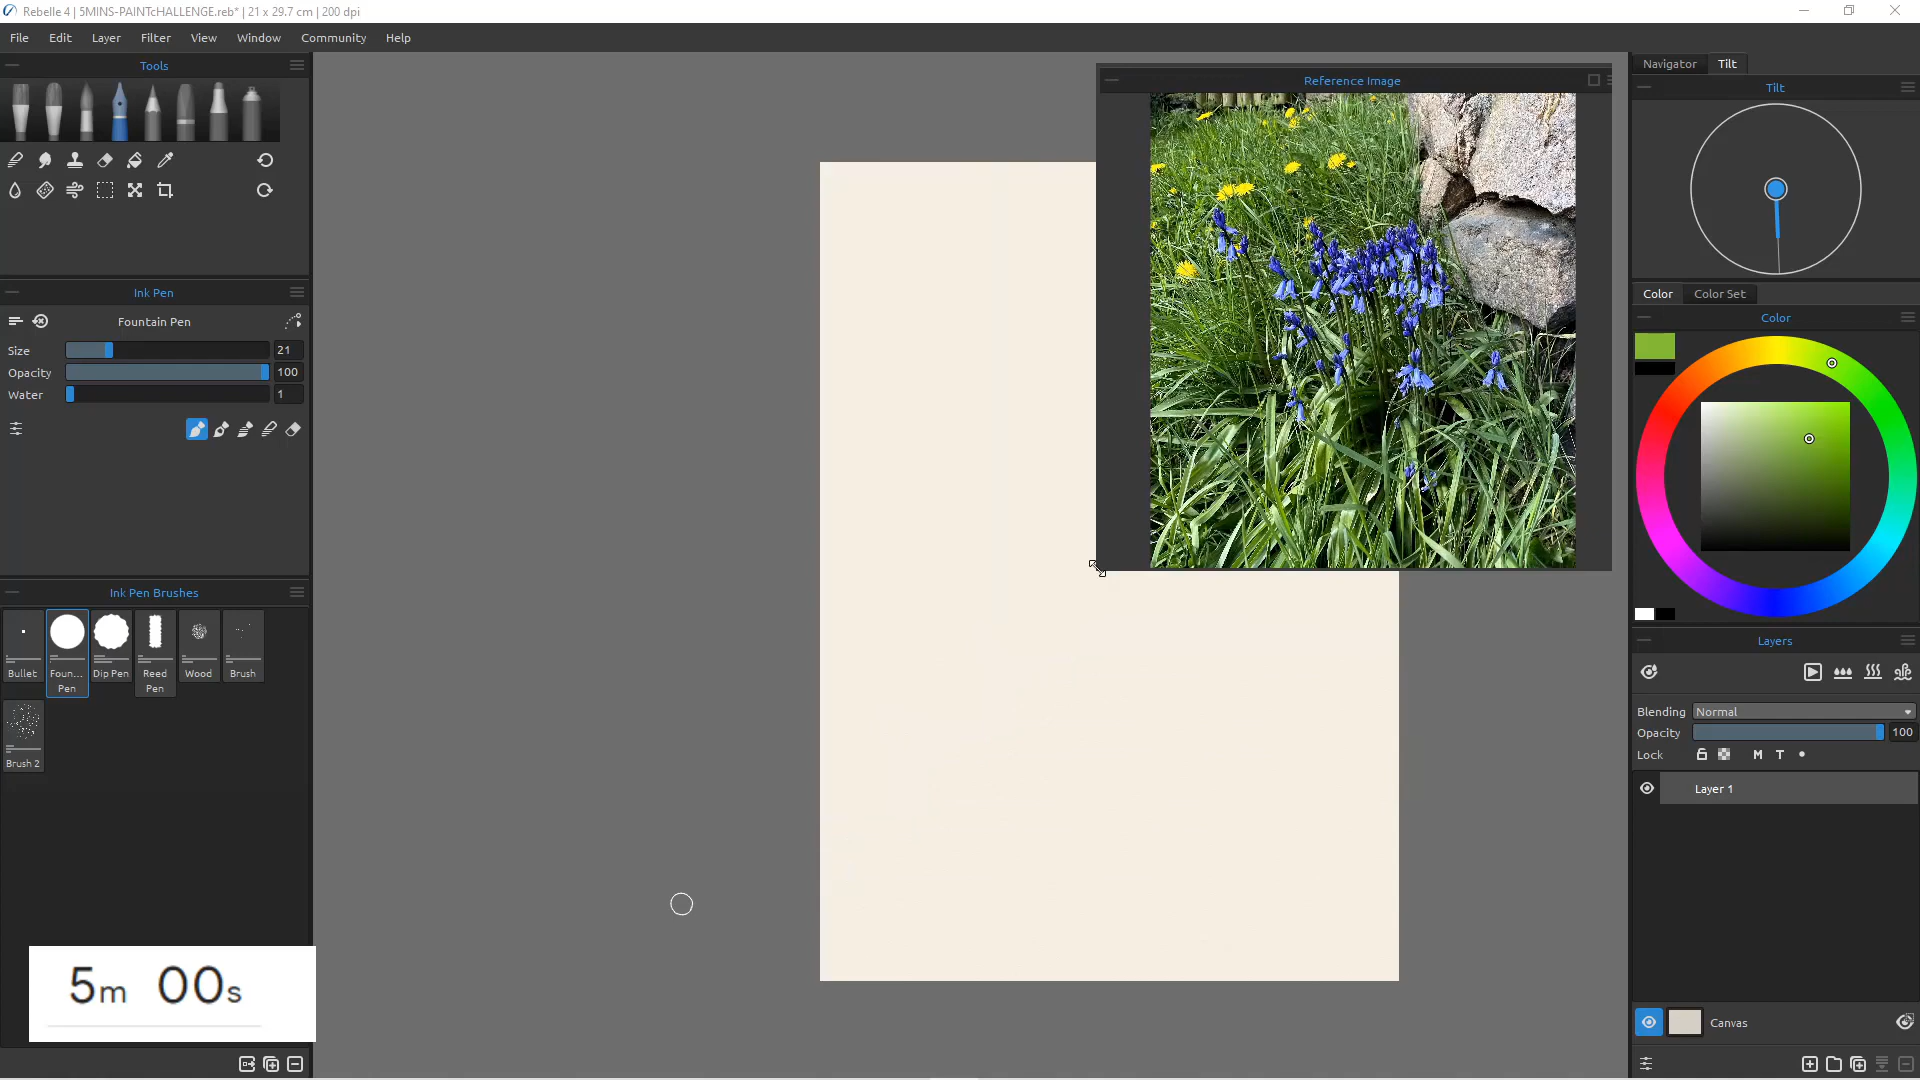 Rebelle 4 | 5MINS-PAINTcHALLENGE.reb* | 21 x 29.7 cm | 200 dpi
File Edit Layer Filter View Window Community Help
Tools
Ink Pen
Fountain Pen
Size 21
Opacity 100
Water 1
Ink Pen Brushes
Bullet
Foun... Pen
Dip Pen
Reed Pen
Wood
Brush
Brush 2
5m 00s
Reference Image
Navigator Tilt
Tilt
Color Color Set
Color
Layers
Blending Normal
Opacity 100
Lock M T
Layer 1
Canvas